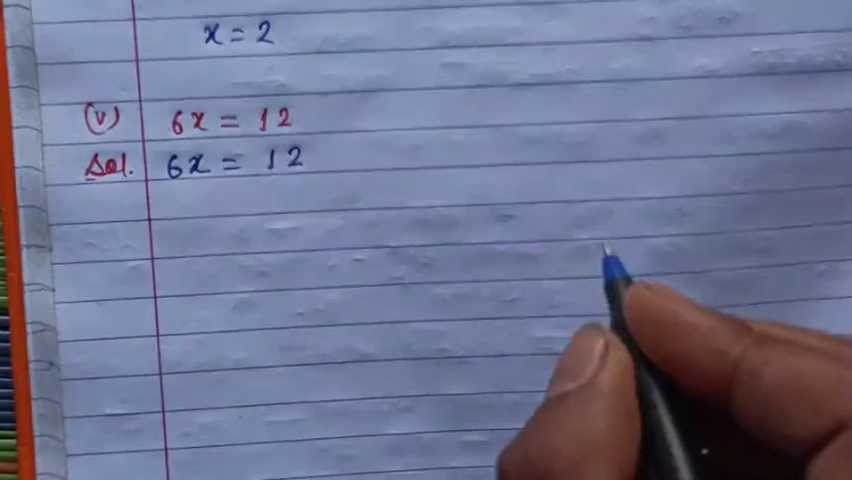 x = 2
(v) 6x = 12
Sol. 6x = 12